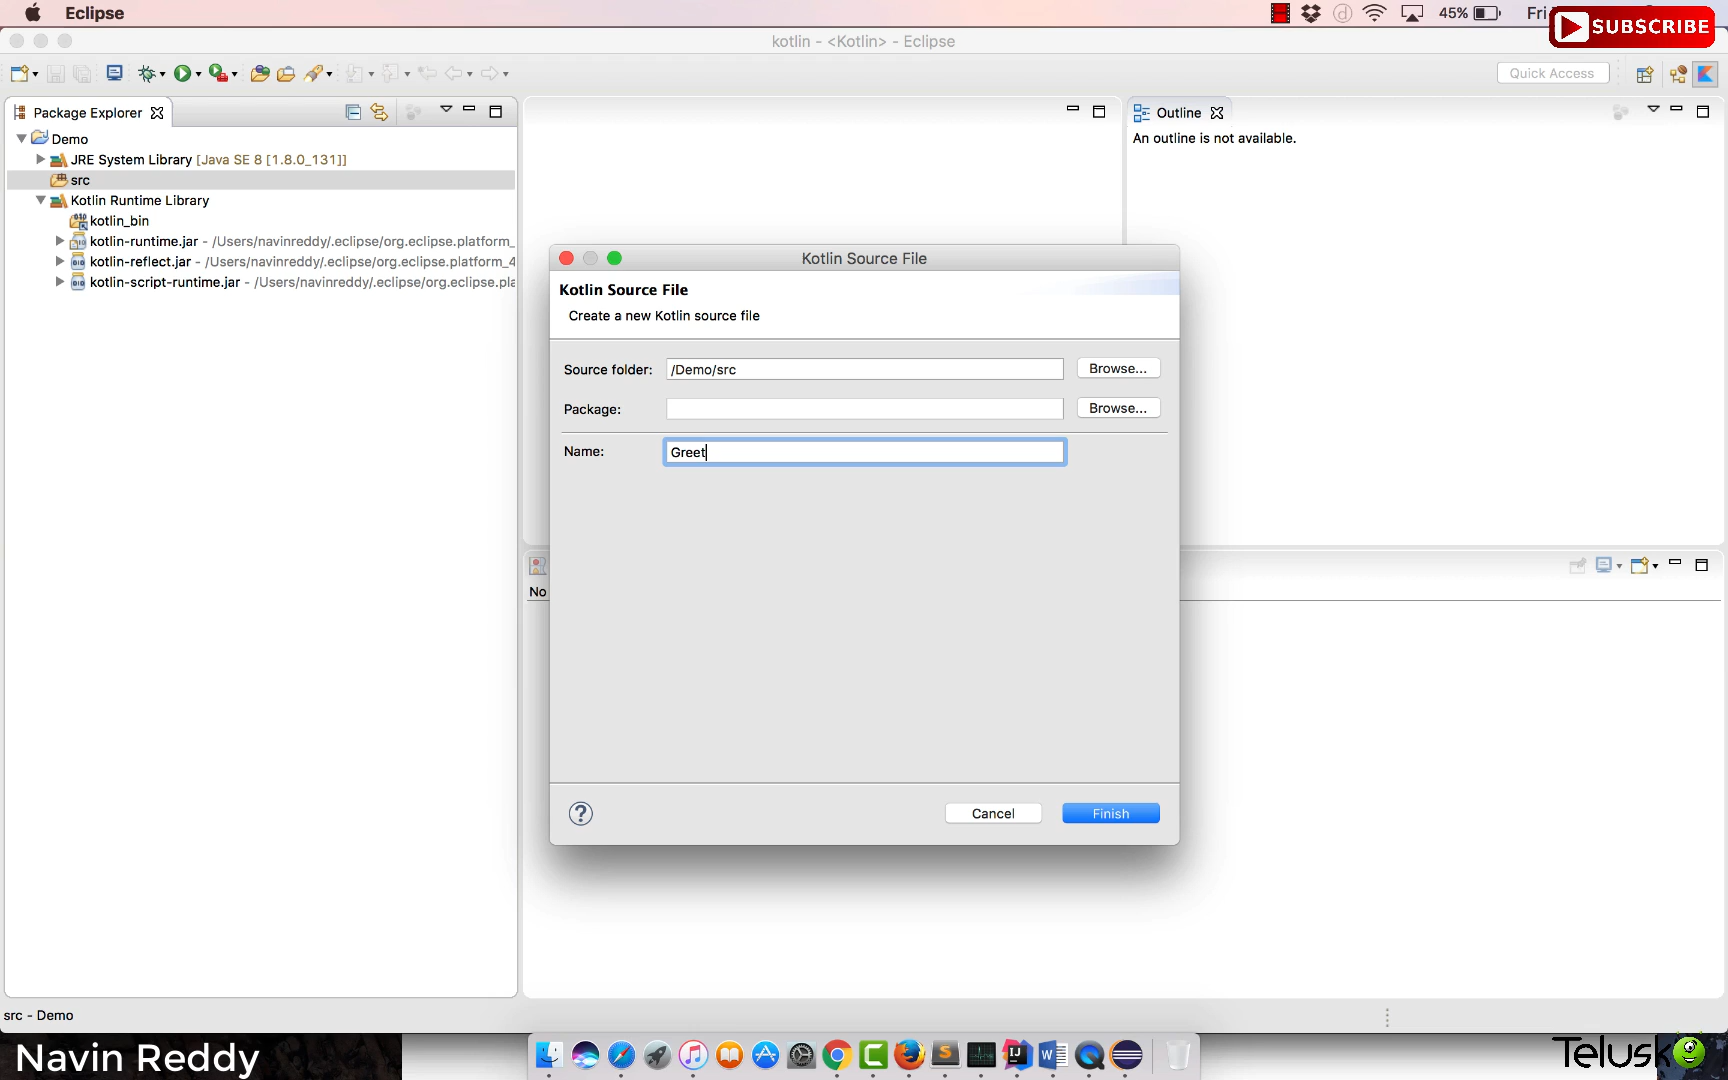 Eclipse
45%
Fri
SUBSCRIBE
kotlin - <Kotlin> - Eclipse
Quick Access
Package Explorer
Outline
Demo
An outline is not available.
JRE System Library [Java SE 8 [1.8.0_131]]
src
Kotlin Runtime Library
kotlin_bin
kotlin-runtime.jar - /Users/navinreddy/.eclipse/org.eclipse.platform_
kotlin-reflect.jar - /Users/navinreddy/.eclipse/org.eclipse.platform_4
kotlin-script-runtime.jar - /Users/navinreddy/.eclipse/org.eclipse.pla
Kotlin Source File
Kotlin Source File
Create a new Kotlin source file
Source folder: /Demo/src Browse...
Package: Browse...
Name: Greet
No
Cancel Finish
src - Demo
Navin Reddy
Telusko